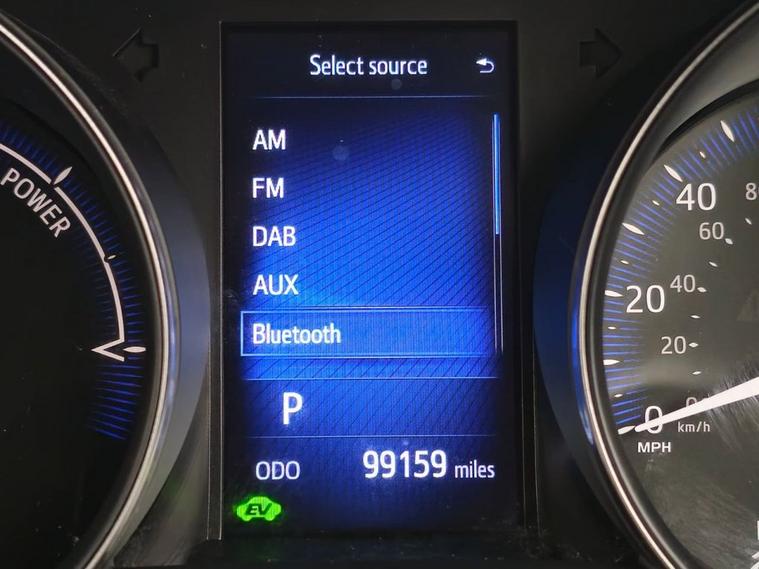 Select source
AM
FM
DAB
AUX
Bluetooth
P
ODO 99159 miles
EV
POWER
40
60
20
40
20
0
0
km/h
MPH